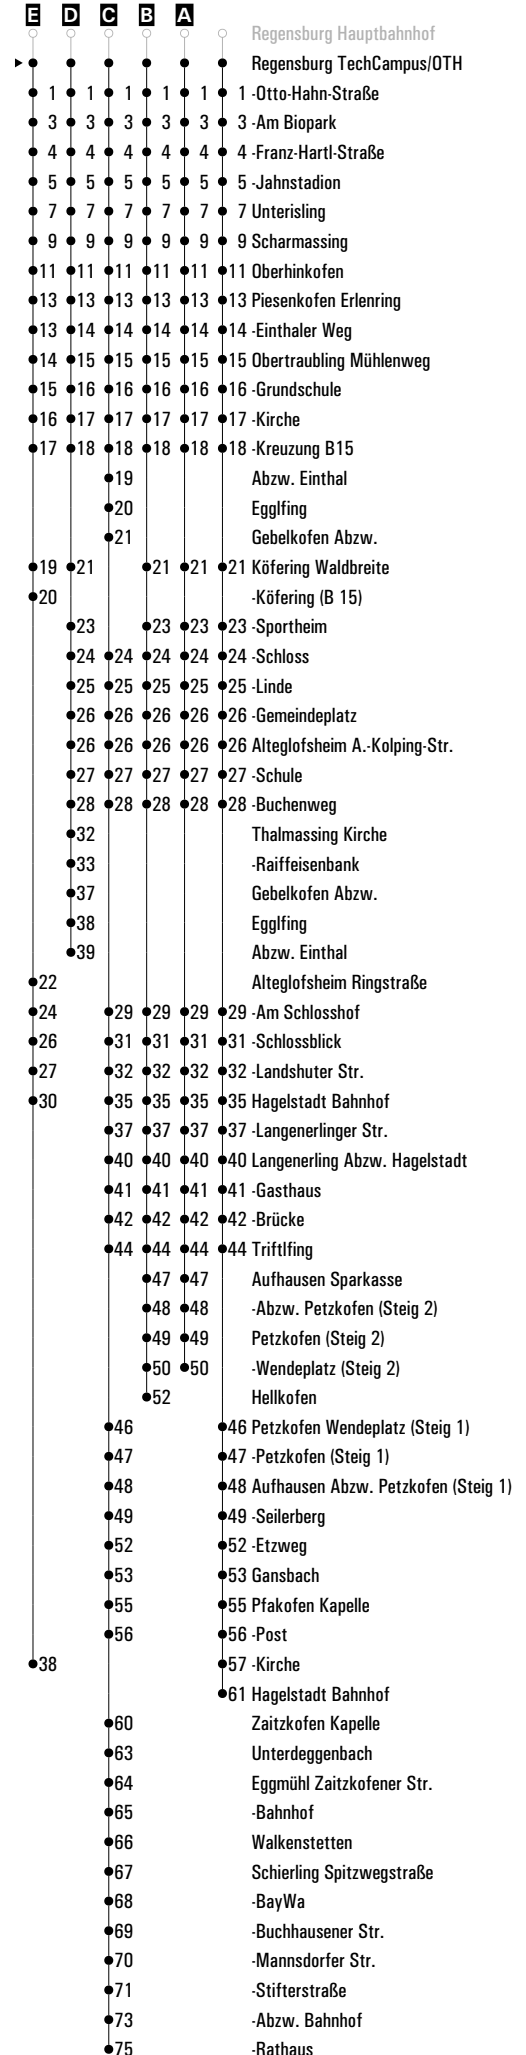 E D C B A
Regensburg Hauptbahnhof
Regensburg TechCampus/OTH
1 1 1 1 1 1 -Otto-Hahn-Straße
3 3 3 3 3 3 -Am Biopark
4 4 4 4 4 4 -Franz-Hartl-Straße
5 5 5 5 5 5 -Jahnstadion
7 7 7 7 7 7 Unterisling
9 9 9 9 9 9 Scharmassing
11 11 11 11 11 11 Oberhinkofen
13 13 13 13 13 13 Piesenkofen Erlenring
13 14 14 14 14 14 -Einthaler Weg
14 15 15 15 15 15 Obertraubling Mühlenweg
15 16 16 16 16 16 -Grundschule
16 17 17 17 17 17 -Kirche
17 18 18 18 18 18 -Kreuzung B15
19 Abzw. Einthal
20 Egglfing
21 Gebelkofen Abzw.
19 21 21 21 21 Köfering Waldbreite
20 -Köfering (B 15)
23 23 23 23 -Sportheim
24 24 24 24 24 -Schloss
25 25 25 25 25 -Linde
26 26 26 26 26 -Gemeindeplatz
26 26 26 26 26 Alteglofsheim A.-Kolping-Str.
27 27 27 27 27 -Schule
28 28 28 28 28 -Buchenweg
32 Thalmassing Kirche
33 -Raiffeisenbank
37 Gebelkofen Abzw.
38 Egglfing
39 Abzw. Einthal
22 Alteglofsheim Ringstraße
24 29 29 29 29 -Am Schlosshof
26 31 31 31 31 -Schlossblick
27 32 32 32 32 -Landshuter Str.
30 35 35 35 35 Hagelstadt Bahnhof
37 37 37 37 -Langenerlinger Str.
40 40 40 40 Langenerling Abzw. Hagelstadt
41 41 41 41 -Gasthaus
42 42 42 42 -Brücke
44 44 44 44 Triftlfing
47 47 Aufhausen Sparkasse
48 48 -Abzw. Petzkofen (Steig 2)
49 49 Petzkofen (Steig 2)
50 50 -Wendeplatz (Steig 2)
52 Hellkofen
46 46 Petzkofen Wendeplatz (Steig 1)
47 47 -Petzkofen (Steig 1)
48 48 Aufhausen Abzw. Petzkofen (Steig 1)
49 49 -Seilerberg
52 52 -Etzweg
53 53 Gansbach
55 55 Pfakofen Kapelle
56 56 -Post
38 57 -Kirche
61 Hagelstadt Bahnhof
60 Zaitzkofen Kapelle
63 Unterdeggenbach
64 Eggmühl Zaitzkofener Str.
65 -Bahnhof
66 Walkenstetten
67 Schierling Spitzwegstraße
68 -BayWa
69 -Buchhausener Str.
70 -Mannsdorfer Str.
71 -Stifterstraße
73 -Abzw. Bahnhof
75 -Rathaus